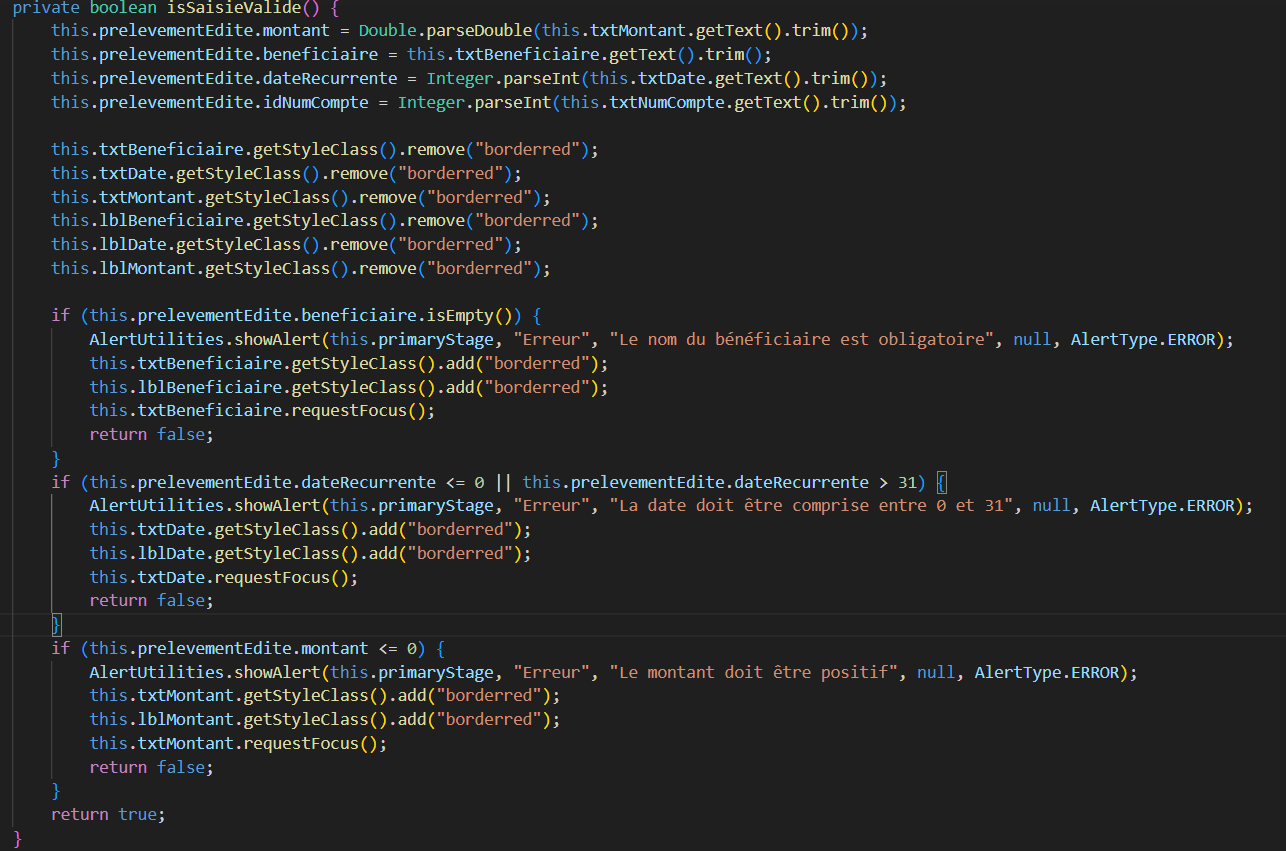 private boolean isSaisieValide() {
    this.prelevementEdite.montant = Double.parseDouble(this.txtMontant.getText().trim());
    this.prelevementEdite.beneficiaire = this.txtBeneficiaire.getText().trim();
    this.prelevementEdite.dateRecurrente = Integer.parseInt(this.txtDate.getText().trim());
    this.prelevementEdite.idNumCompte = Integer.parseInt(this.txtNumCompte.getText().trim());

    this.txtBeneficiaire.getStyleClass().remove("borderred");
    this.txtDate.getStyleClass().remove("borderred");
    this.txtMontant.getStyleClass().remove("borderred");
    this.lblBeneficiaire.getStyleClass().remove("borderred");
    this.lblDate.getStyleClass().remove("borderred");
    this.lblMontant.getStyleClass().remove("borderred");

    if (this.prelevementEdite.beneficiaire.isEmpty()) {
        AlertUtilities.showAlert(this.primaryStage, "Erreur", "Le nom du bénéficiaire est obligatoire", null, AlertType.ERROR);
        this.txtBeneficiaire.getStyleClass().add("borderred");
        this.lblBeneficiaire.getStyleClass().add("borderred");
        this.txtBeneficiaire.requestFocus();
        return false;
    }
    if (this.prelevementEdite.dateRecurrente <= 0 || this.prelevementEdite.dateRecurrente > 31) {
        AlertUtilities.showAlert(this.primaryStage, "Erreur", "La date doit être comprise entre 0 et 31", null, AlertType.ERROR);
        this.txtDate.getStyleClass().add("borderred");
        this.lblDate.getStyleClass().add("borderred");
        this.txtDate.requestFocus();
        return false;
    }
    if (this.prelevementEdite.montant <= 0) {
        AlertUtilities.showAlert(this.primaryStage, "Erreur", "Le montant doit être positif", null, AlertType.ERROR);
        this.txtMontant.getStyleClass().add("borderred");
        this.lblMontant.getStyleClass().add("borderred");
        this.txtMontant.requestFocus();
        return false;
    }
    return true;
}